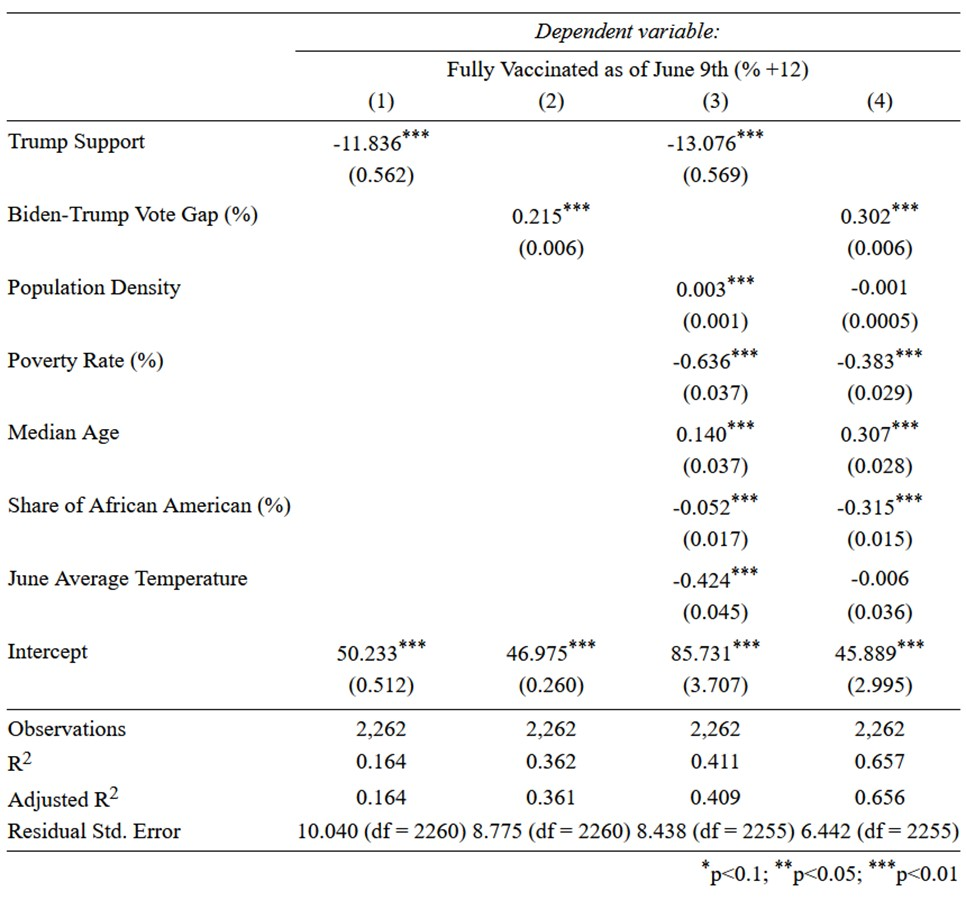 Dependent variable:
Fully Vaccinated as of June 9th (% +12)
(1) (2) (3) (4)
Trump Support -11.836*** -13.076***
(0.562) (0.569)
Biden-Trump Vote Gap (%) 0.215*** 0.302***
(0.006) (0.006)
Population Density 0.003*** -0.001
(0.001) (0.0005)
Poverty Rate (%) -0.636*** -0.383***
(0.037) (0.029)
Median Age 0.140*** 0.307***
(0.037) (0.028)
Share of African American (%) -0.052*** -0.315***
(0.017) (0.015)
June Average Temperature -0.424*** -0.006
(0.045) (0.036)
Intercept 50.233*** 46.975*** 85.731*** 45.889***
(0.512) (0.260) (3.707) (2.995)
Observations 2,262 2,262 2,262 2,262
R2 0.164 0.362 0.411 0.657
Adjusted R2 0.164 0.361 0.409 0.656
Residual Std. Error 10.040 (df = 2260) 8.775 (df = 2260) 8.438 (df = 2255) 6.442 (df = 2255)
*p<0.1; **p<0.05; ***p<0.01